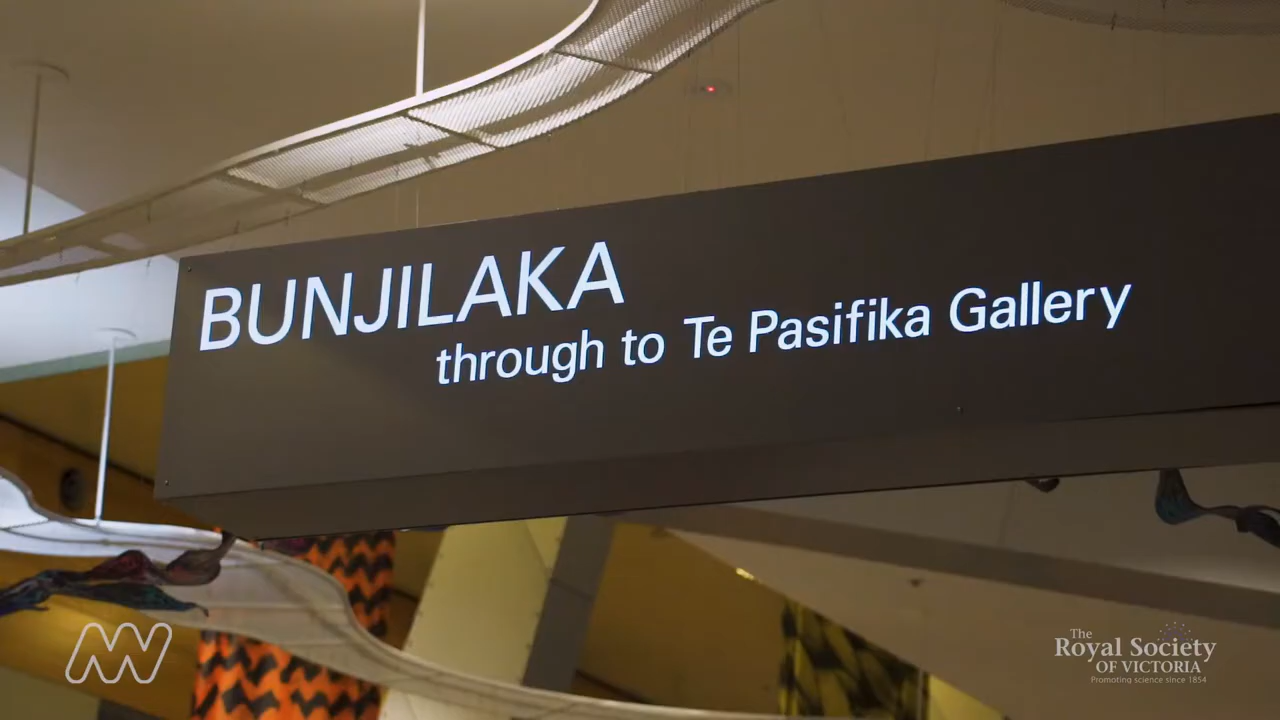 BUNJILAKA
through to Te Pasifika Gallery
The
Royal Society
OF VICTORIA
Promoting science since 1854